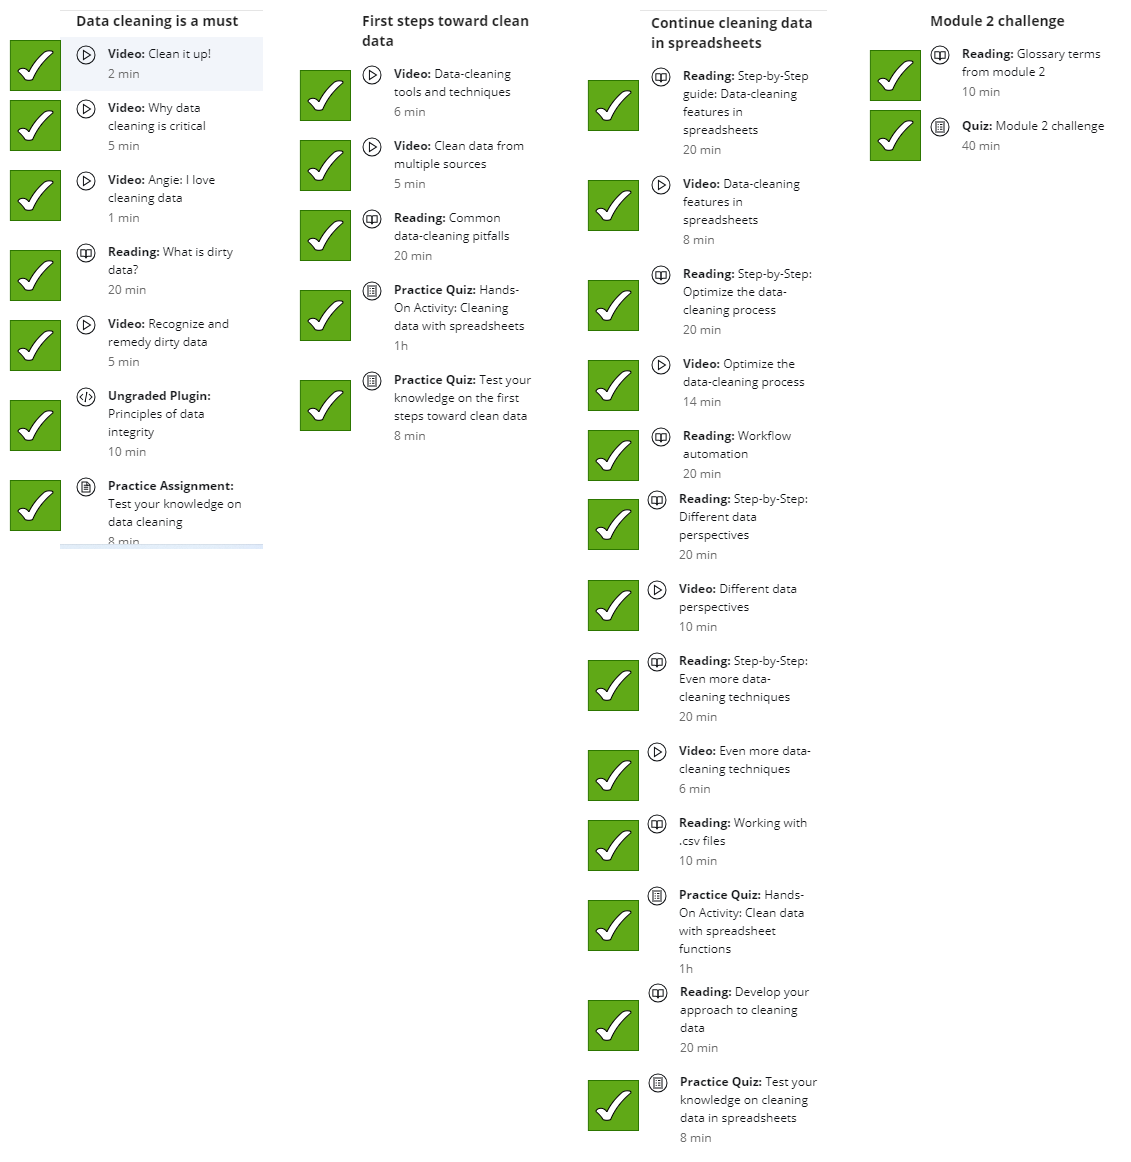 Data cleaning is a must
Video: Clean it up!
2 min
Video: Why data
cleaning is critical
5 min
Video: Angie: I love
cleaning data
1 min
Reading: What is dirty
data?
20 min
Video: Recognize and
remedy dirty data
5 min
Ungraded Plugin:
Principles of data
integrity
10 min
Practice Assignment:
Test your knowledge on
data cleaning
8 min
First steps toward clean
data
Video: Data-cleaning
tools and techniques
6 min
Video: Clean data from
multiple sources
5 min
Reading: Common
data-cleaning pitfalls
20 min
Practice Quiz: Hands-
On Activity: Cleaning
data with spreadsheets
1h
Practice Quiz: Test your
knowledge on the first
steps toward clean data
8 min
Continue cleaning data
in spreadsheets
Reading: Step-by-Step
guide: Data-cleaning
features in
spreadsheets
20 min
Video: Data-cleaning
features in
spreadsheets
8 min
Reading: Step-by-Step:
Optimize the data-
cleaning process
20 min
Video: Optimize the
data-cleaning process
14 min
Reading: Workflow
automation
20 min
Reading: Step-by-Step:
Different data
perspectives
20 min
Video: Different data
perspectives
10 min
Reading: Step-by-Step:
Even more data-
cleaning techniques
20 min
Video: Even more data-
cleaning techniques
6 min
Reading: Working with
.csv files
10 min
Practice Quiz: Hands-
On Activity: Clean data
with spreadsheet
functions
1h
Reading: Develop your
approach to cleaning
data
20 min
Practice Quiz: Test your
knowledge on cleaning
data in spreadsheets
8 min
Module 2 challenge
Reading: Glossary terms
from module 2
10 min
Quiz: Module 2 challenge
40 min